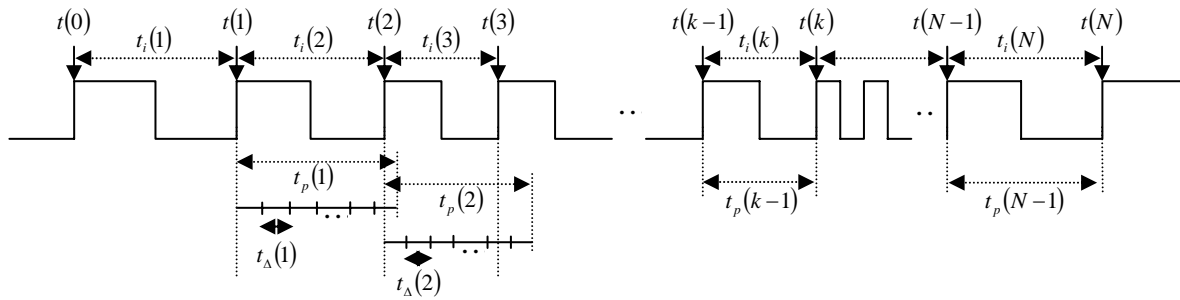 t(0) t(1) t(2) t(3) t(k−1) t(k) t(N−1) t(N)
t_i(1) t_i(2) t_i(3) t_i(k) t_i(N)
.. ..
t_p(1) t_p(2) t_p(k−1) t_p(N−1)
..
t_Δ(1) ..
t_Δ(2)